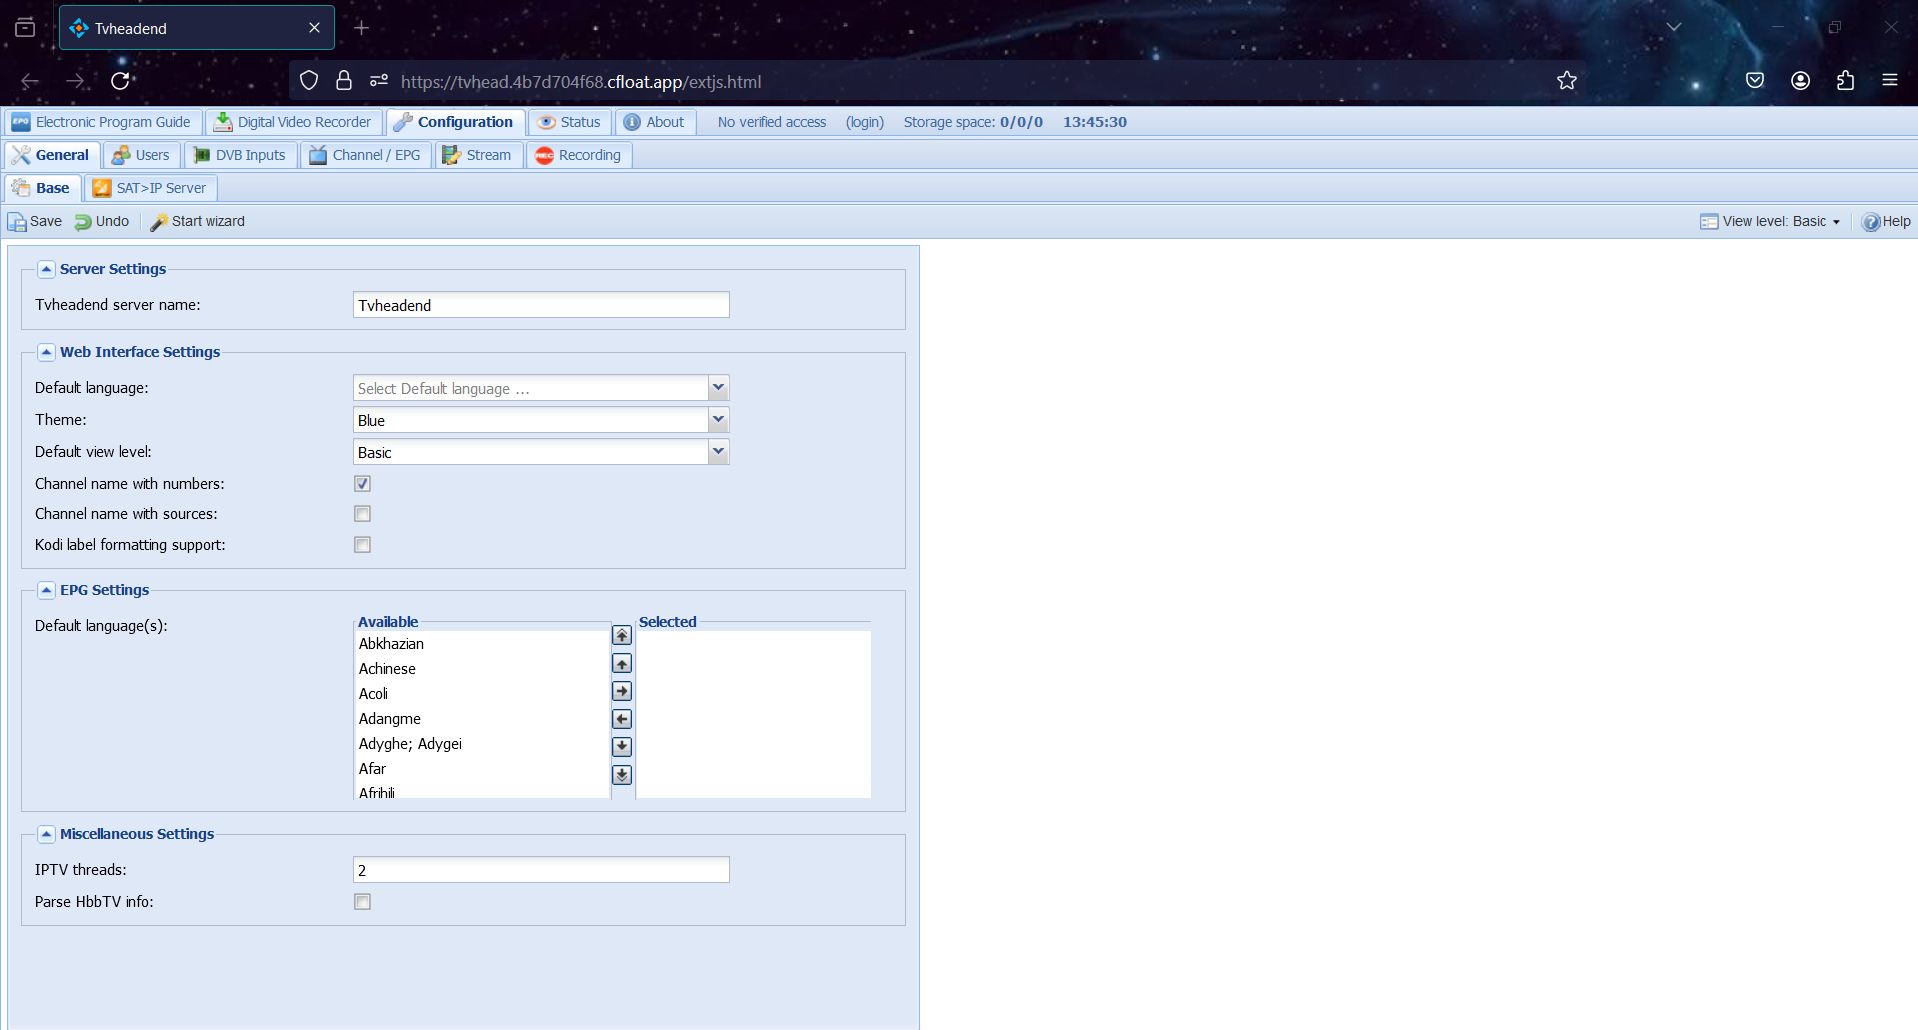 Tvheadend
https://tvhead.4b7d704f68.cfloat.app/extjs.html
EPG Electronic Program Guide Digital Video Recorder Configuration Status About No verified access (login) Storage space: 0/0/0 13:45:30
General Users DVB Inputs Channel / EPG Stream REC Recording
Base SAT>IP Server
Save Undo Start wizard View level: Basic Help
Server Settings
Tvheadend server name: Tvheadend
Web Interface Settings
Default language: Select Default language ...
Theme: Blue
Default view level: Basic
Channel name with numbers:
Channel name with sources:
Kodi label formatting support:
EPG Settings
Default language(s): Available Selected
Abkhazian
Achinese
Acoli
Adangme
Adyghe; Adygei
Afar
Afrihili
Miscellaneous Settings
IPTV threads: 2
Parse HbbTV info: